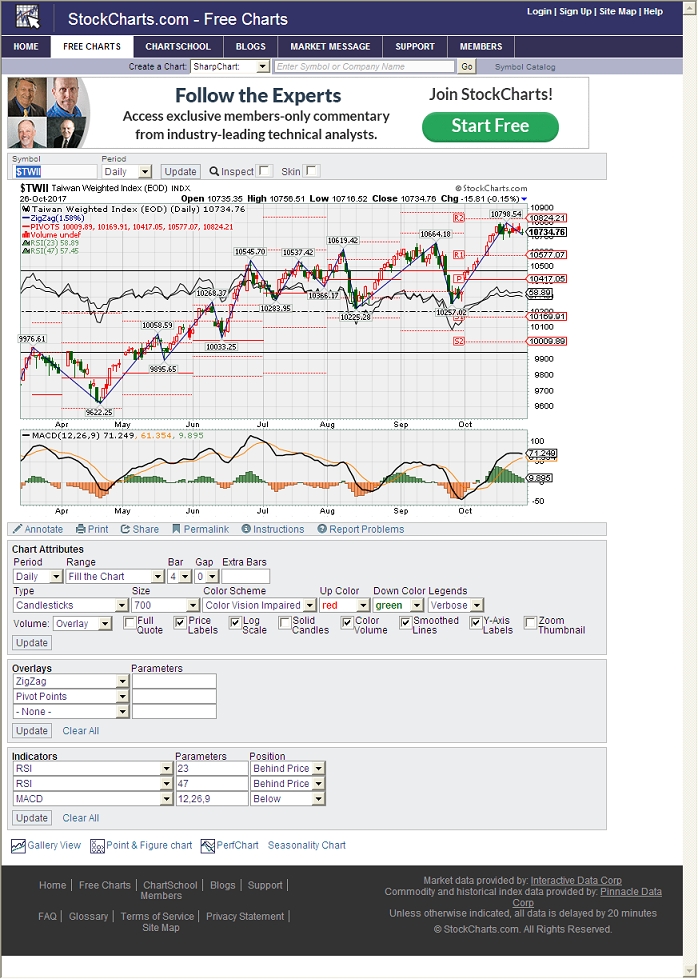 StockCharts.com - Free Charts
Login | Sign Up | Site Map | Help
HOME
FREE CHARTS
CHARTSCHOOL
BLOGS
MARKET MESSAGE
SUPPORT
MEMBERS
Create a Chart:
SharpChart:
Enter Symbol or Company Name
Go
Symbol Catalog
Follow the Experts
Access exclusive members-only commentary
from industry-leading technical analysts.
Join StockCharts!
Start Free
Symbol
Period
$TWII
Daily
Update
Inspect
Skin
$TWII Taiwan Weighted Index (EOD) INDX
© StockCharts.com
26-Oct-2017
Open 10735.35 High 10756.51 Low 10716.52 Close 10734.76 Chg -15.81 (-0.15%)
Taiwan Weighted Index (EOD) (Daily) 10734.76
ZigZag(1.58%)
PIVOTS 10009.89, 10169.91, 10417.05, 10577.07, 10824.21
Volume undef
RSI(23) 58.89
RSI(47) 57.45
9976.61
9622.25
10058.59
9895.65
10268.37
10033.25
10545.70
10283.95
10537.42
10366.17
10619.42
10225.28
10664.18
10257.02
10798.54
R2
R1
P
S2
10900
10824.21
10734.76
10577.07
10500
10417.05
58.89
10169.91
10100
10009.89
9900
9800
9700
9600
Apr May Jun Jul Aug Sep Oct
MACD(12,26,9) 71.249, 61.354, 9.895
100
71.249
9.895
-50
Apr May Jun Jul Aug Sep Oct
Annotate
Print
Share
Permalink
Instructions
Report Problems
Chart Attributes
Period Range Bar Gap Extra Bars
Daily Fill the Chart 4 0
Type Size Color Scheme Up Color Down Color Legends
Candlesticks 700 Color Vision Impaired red green Verbose
Volume: Overlay
Full Quote
Price Labels
Log Scale
Solid Candles
Color Volume
Smoothed Lines
Y-Axis Labels
Zoom Thumbnail
Update
Overlays Parameters
ZigZag
Pivot Points
- None -
Update Clear All
Indicators Parameters Position
RSI 23 Behind Price
RSI 47 Behind Price
MACD 12,26,9 Below
Update Clear All
Gallery View
Point & Figure chart
PerfChart
Seasonality Chart
Home | Free Charts | ChartSchool | Blogs | Support |
Members
FAQ | Glossary | Terms of Service | Privacy Statement |
Site Map
Market data provided by: Interactive Data Corp
Commodity and historical index data provided by: Pinnacle Data
Corp
Unless otherwise indicated, all data is delayed by 20 minutes
© StockCharts.com. All Rights Reserved.